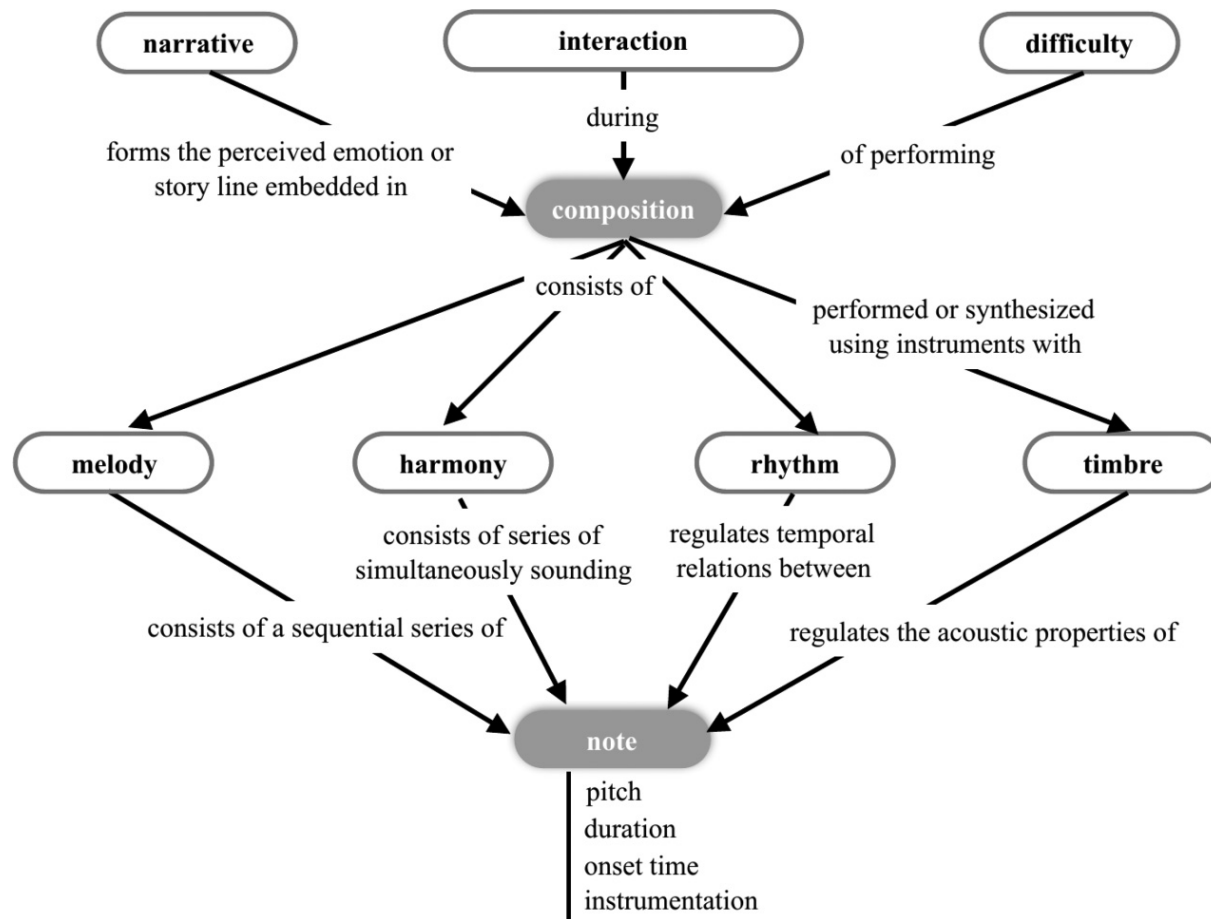 narrative
interaction
difficulty
during
forms the perceived emotion or
story line embedded in
of performing
composition
consists of
performed or synthesized
using instruments with
melody
harmony
rhythm
timbre
consists of series of
simultaneously sounding
regulates temporal
relations between
consists of a sequential series of
regulates the acoustic properties of
note
pitch
duration
onset time
instrumentation